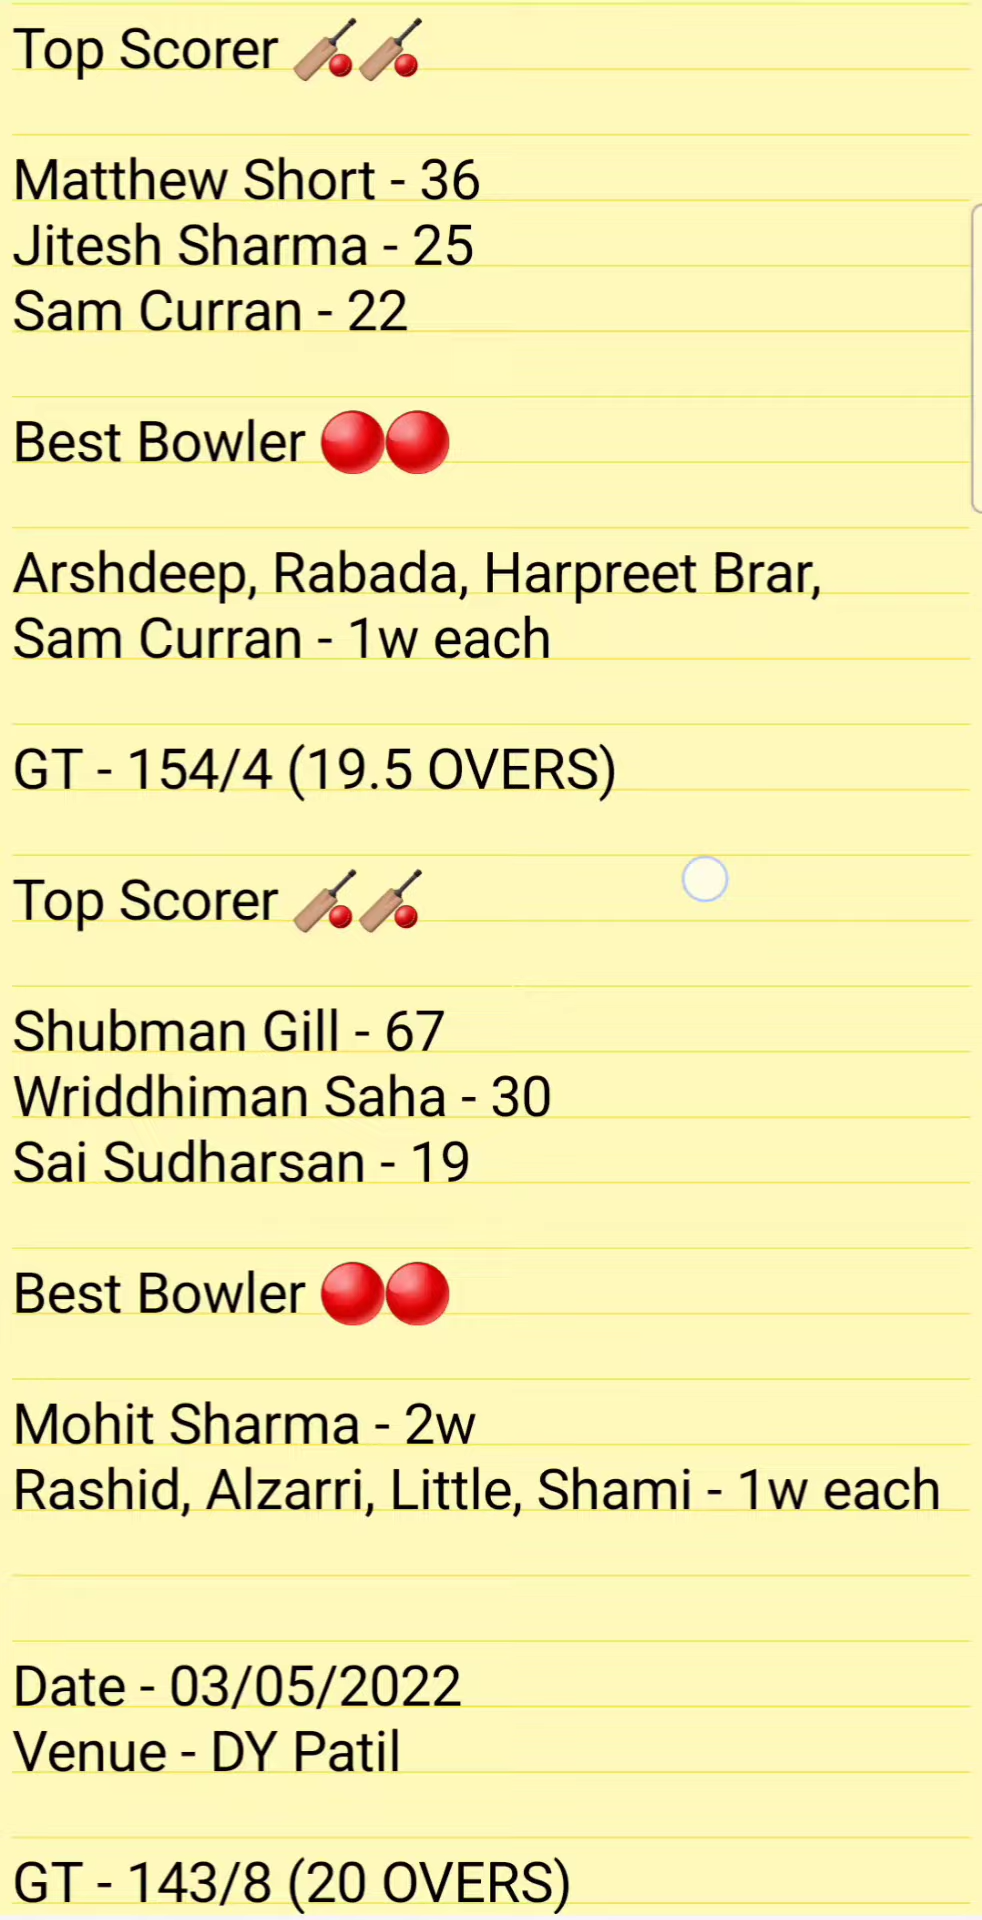 Top Scorer 🏏🏏
Matthew Short - 36
Jitesh Sharma - 25
Sam Curran - 22
Best Bowler 🔴🔴
Arshdeep, Rabada, Harpreet Brar,
Sam Curran - 1w each
GT - 154/4 (19.5 OVERS)
Top Scorer 🏏🏏
Shubman Gill - 67
Wriddhiman Saha - 30
Sai Sudharsan - 19
Best Bowler 🔴🔴
Mohit Sharma - 2w
Rashid, Alzarri, Little, Shami - 1w each
Date - 03/05/2022
Venue - DY Patil
GT - 143/8 (20 OVERS)